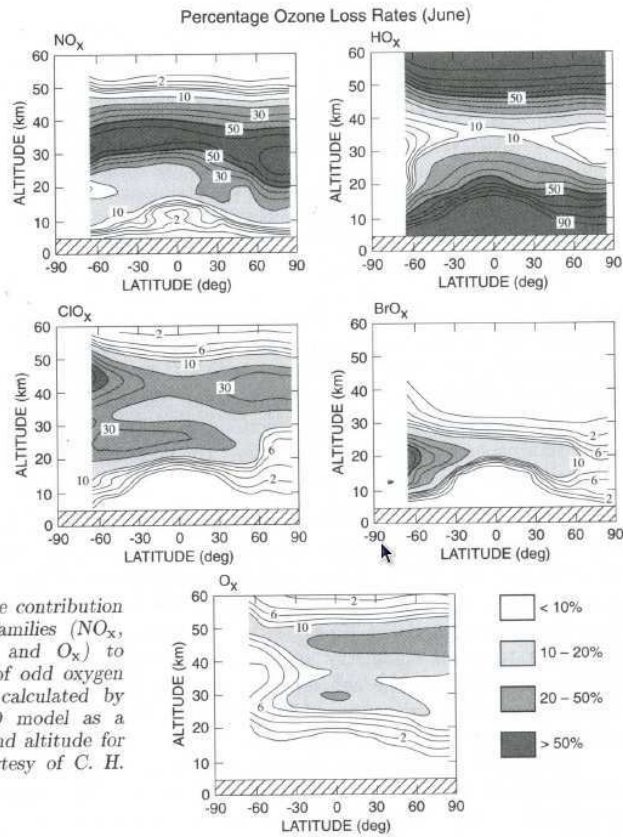 Percentage Ozone Loss Rates (June)
NOx
HOx
60
50
40
30
20
10
0
ALTITUDE (km)
2
10
30
50
50
30
10
2
-90 -60 -30 0 30 60 90
LATITUDE (deg)
60
50
40
30
20
10
0
ALTITUDE (km)
50
10
10
50
90
-90 -60 -30 0 30 60 90
LATITUDE (deg)
ClOx
BrOx
60
50
40
30
20
10
0
ALTITUDE (km)
2
6
10
30
30
6
10
2
-90 -60 -30 0 30 60 90
LATITUDE (deg)
60
50
40
30
20
10
0
ALTITUDE (km)
2
6
10
6
2
-90 -60 -30 0 30 60 90
LATITUDE (deg)
e contribution
amilies (NOx,
and Ox) to
of odd oxygen
calculated by
D model as a
nd altitude for
rtesy of C. H.
Ox
60
50
40
30
20
10
0
ALTITUDE (km)
2
6
10
6
2
-90 -60 -30 0 30 60 90
LATITUDE (deg)
< 10%
10 – 20%
20 – 50%
> 50%